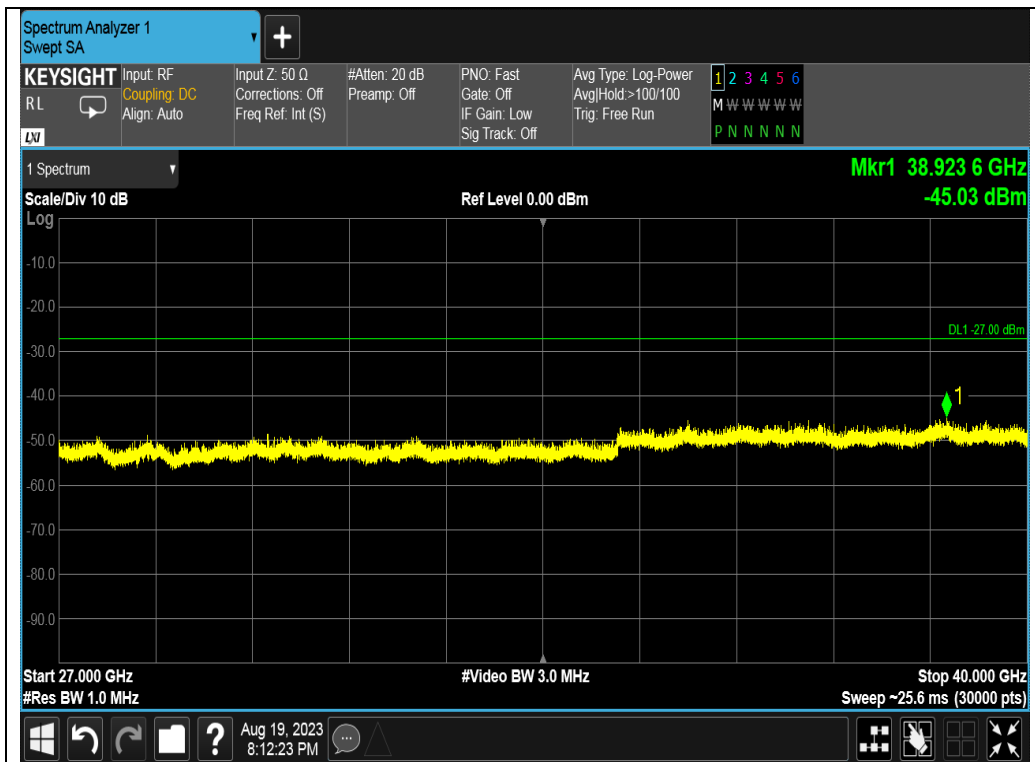 Spectrum Analyzer 1
Swept SA
+
KEYSIGHT
RL
LXI
Input: RF
Coupling: DC
Align: Auto
Input Z: 50 Ω
Corrections: Off
Freq Ref: Int (S)
#Atten: 20 dB
Preamp: Off
PNO: Fast
Gate: Off
IF Gain: Low
Sig Track: Off
Avg Type: Log-Power
Avg|Hold:>100/100
Trig: Free Run
1 2 3 4 5 6
M W W W W W
P N N N N N
1 Spectrum
Mkr1 38.923 6 GHz
-45.03 dBm
Scale/Div 10 dB
Ref Level 0.00 dBm
Log
-10.0
-20.0
DL1 -27.00 dBm
-30.0
-40.0
1
-50.0
-60.0
-70.0
-80.0
-90.0
Start 27.000 GHz
#Video BW 3.0 MHz
Stop 40.000 GHz
#Res BW 1.0 MHz
Sweep ~25.6 ms (30000 pts)
?
Aug 19, 2023
8:12:23 PM